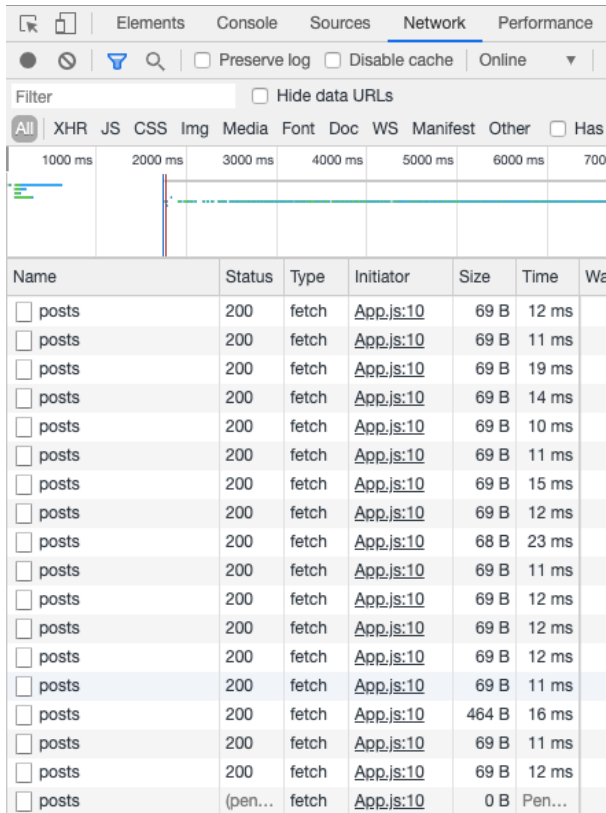 Elements Console Sources Network Performance
Preserve log Disable cache Online ▼
Filter Hide data URLs
All XHR JS CSS Img Media Font Doc WS Manifest Other Has
1000 ms 2000 ms 3000 ms 4000 ms 5000 ms 6000 ms 700
Name Status Type Initiator Size Time Wa
posts 200 fetch App.js:10 69 B 12 ms
posts 200 fetch App.js:10 69 B 11 ms
posts 200 fetch App.js:10 69 B 19 ms
posts 200 fetch App.js:10 69 B 14 ms
posts 200 fetch App.js:10 69 B 10 ms
posts 200 fetch App.js:10 69 B 11 ms
posts 200 fetch App.js:10 69 B 15 ms
posts 200 fetch App.js:10 69 B 12 ms
posts 200 fetch App.js:10 68 B 23 ms
posts 200 fetch App.js:10 69 B 11 ms
posts 200 fetch App.js:10 69 B 12 ms
posts 200 fetch App.js:10 69 B 12 ms
posts 200 fetch App.js:10 69 B 12 ms
posts 200 fetch App.js:10 69 B 11 ms
posts 200 fetch App.js:10 464 B 16 ms
posts 200 fetch App.js:10 69 B 11 ms
posts 200 fetch App.js:10 69 B 12 ms
posts (pen... fetch App.js:10 0 B Pen...